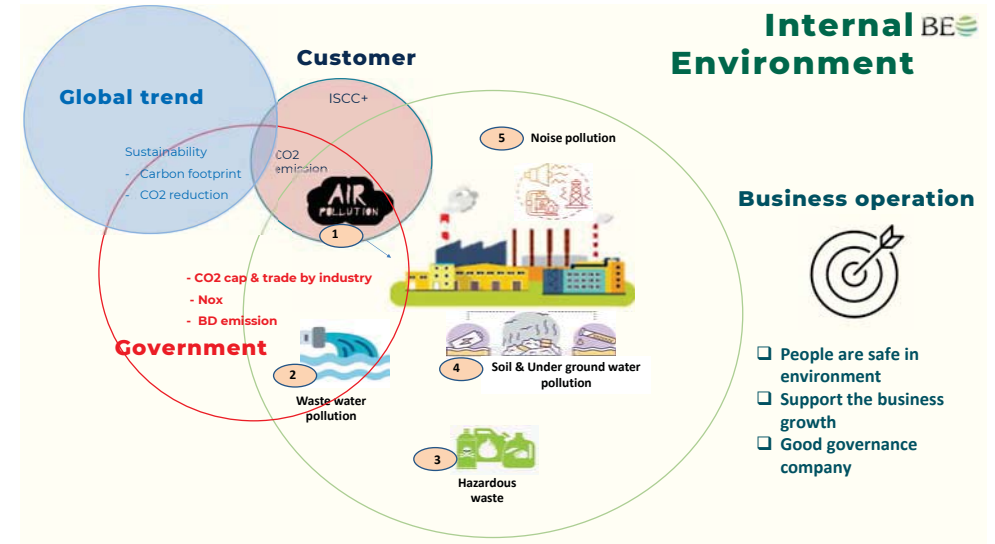 Internal
BE
Environment
Customer
Global trend
ISCC+
Sustainability
- Carbon footprint
- CO2 reduction
CO2
emission
AIR
POLLUTION
1
5
Noise pollution
- CO2 cap & trade by industry
- Nox
- BD emission
Government
2
Waste water
pollution
4
Soil & Under ground water
pollution
3
Hazardous
waste
Business operation
❑ People are safe in
environment
❑ Support the business
growth
❑ Good governance
company